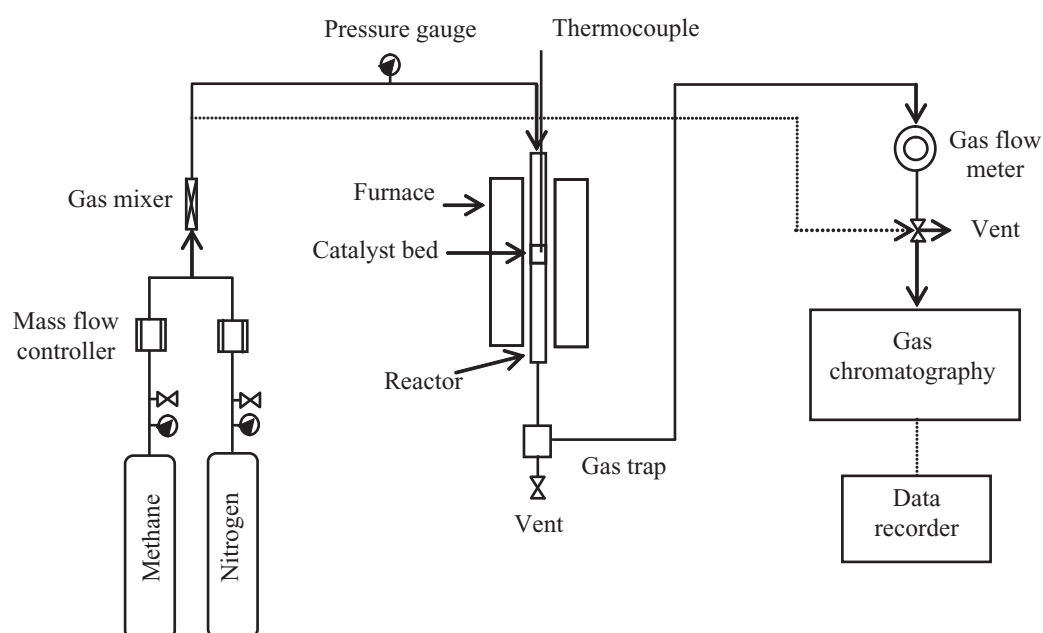 Pressure gauge
Thermocouple
Gas flow
meter
Gas mixer
Furnace
Catalyst bed
Vent
Mass flow
controller
Gas
chromatography
Reactor
Gas trap
Vent
Data
recorder
Methane
Nitrogen